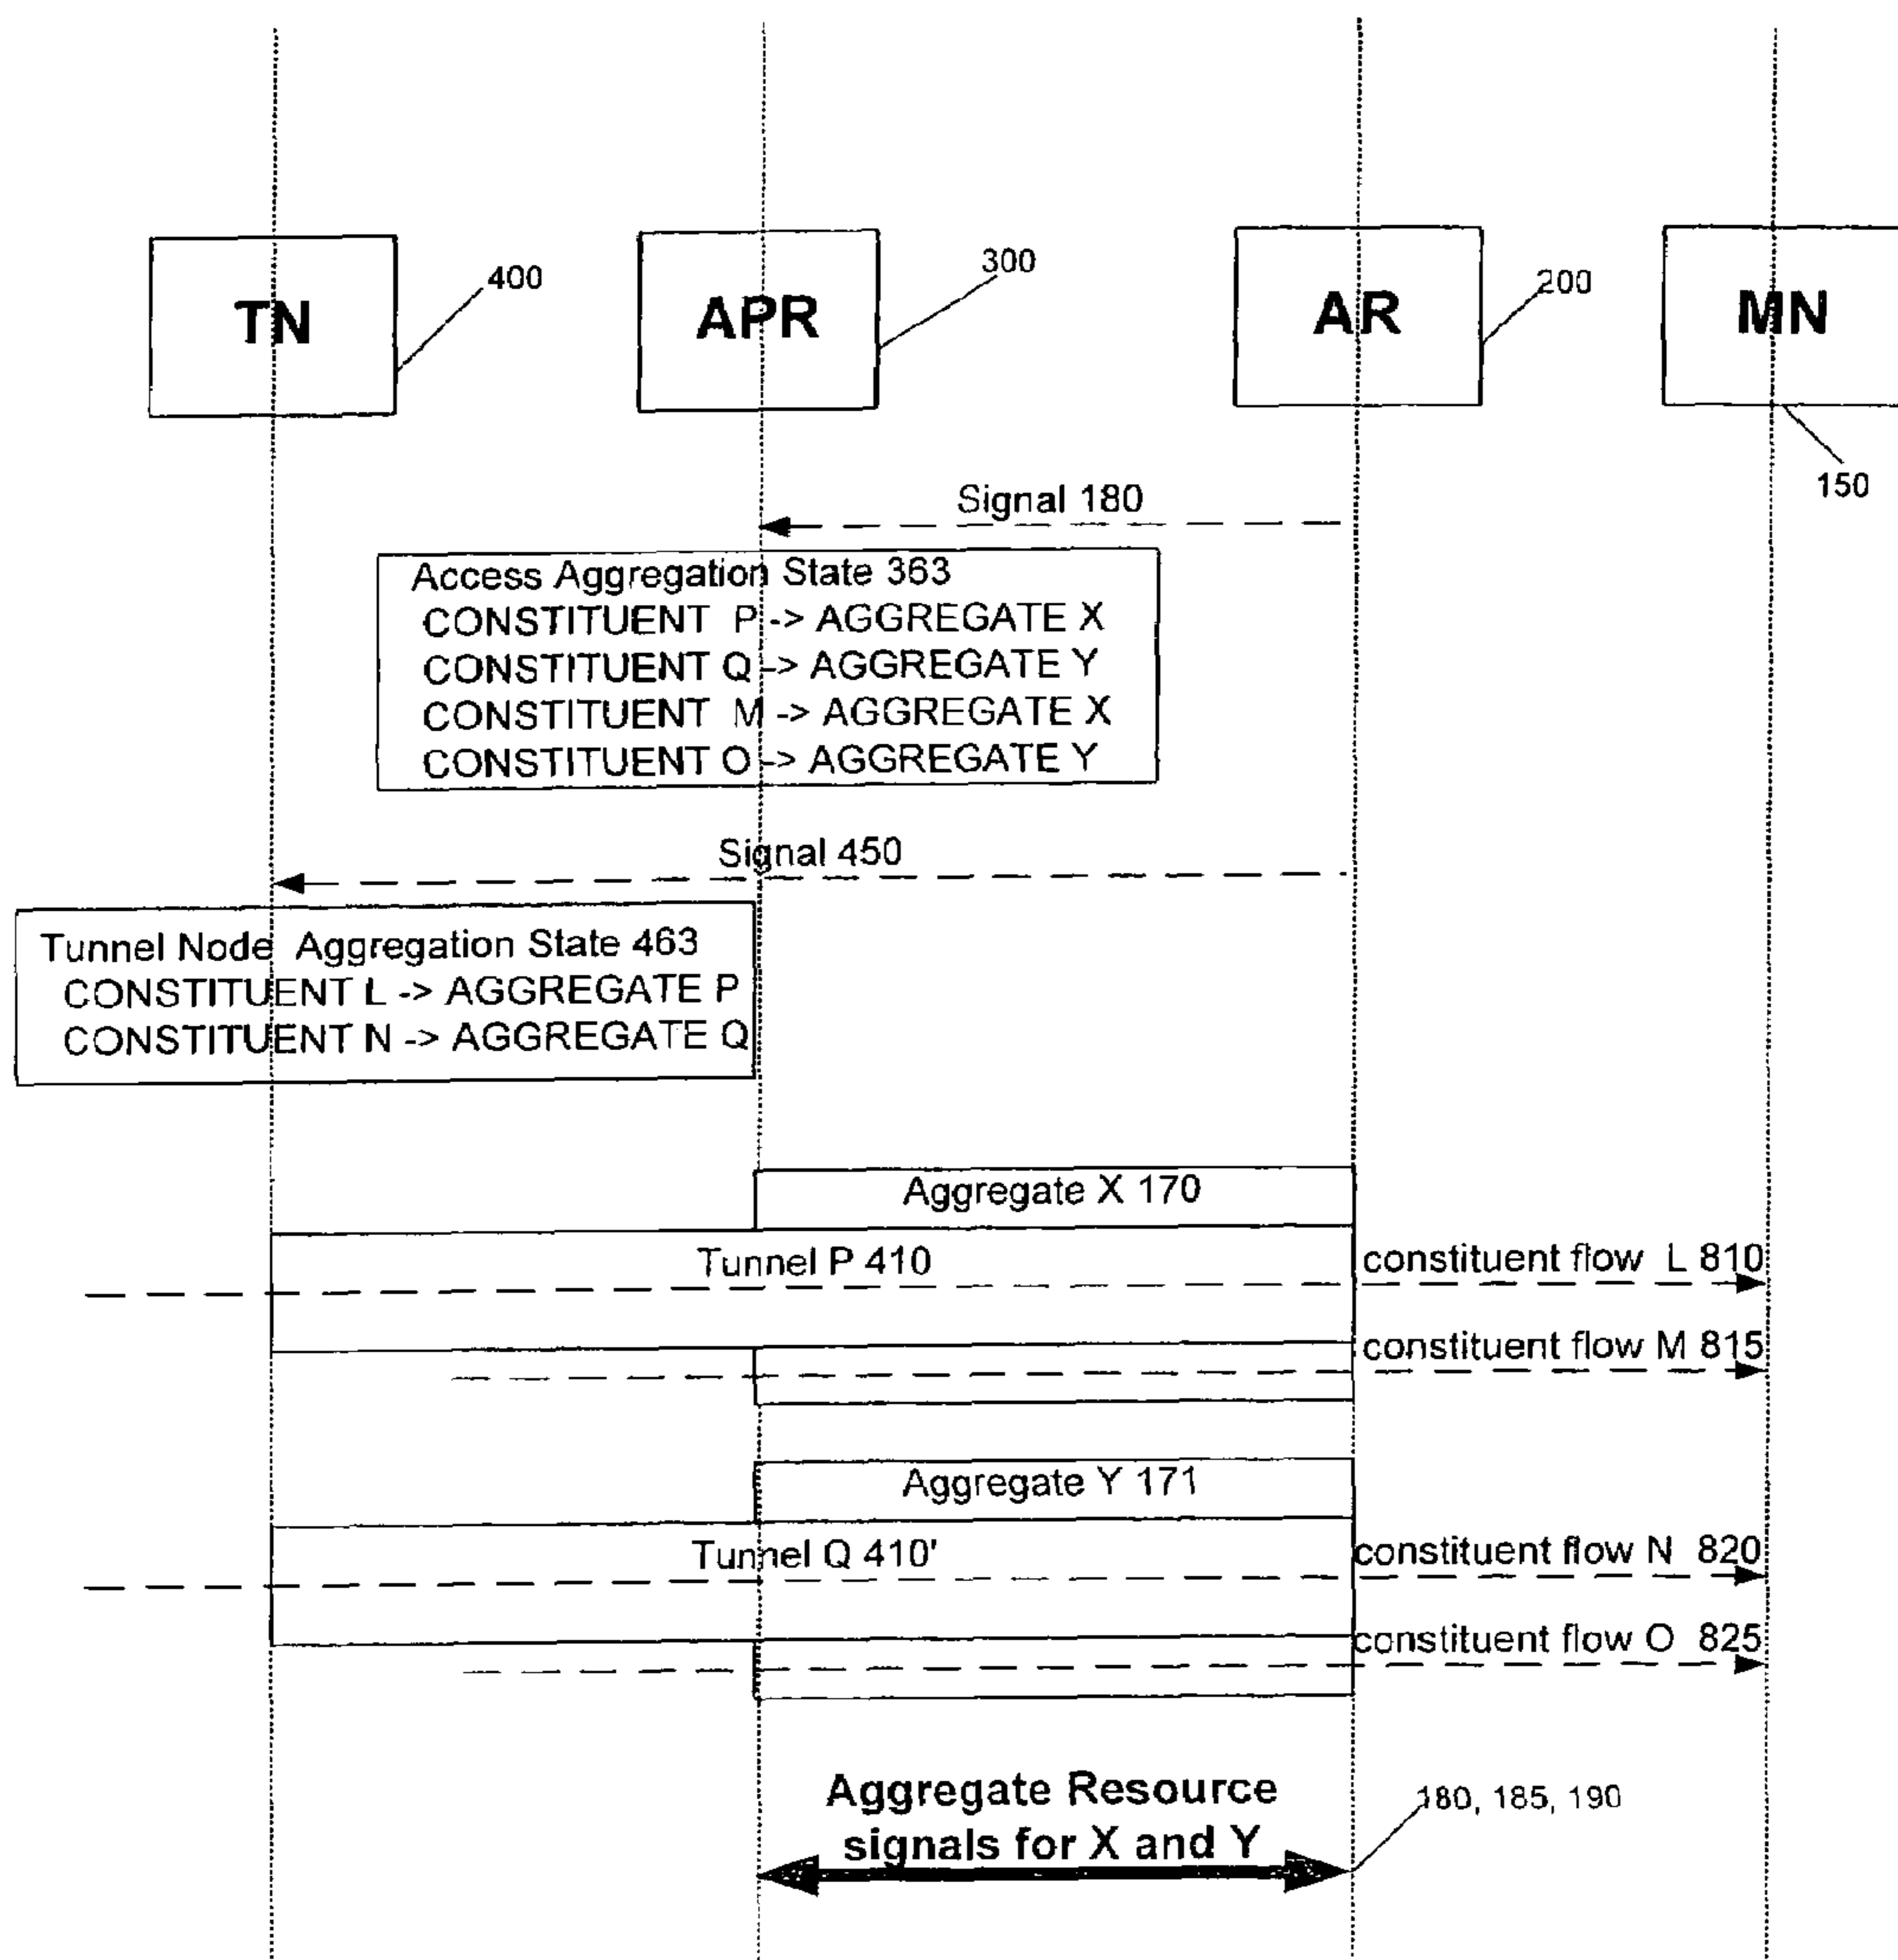 TN
400
APR
300
AR
200
MN
150
Signal 180
Access Aggregation State 363
CONSTITUENT P -> AGGREGATE X
CONSTITUENT Q -> AGGREGATE Y
CONSTITUENT M -> AGGREGATE X
CONSTITUENT O -> AGGREGATE Y
Signal 450
Tunnel Node Aggregation State 463
CONSTITUENT L -> AGGREGATE P
CONSTITUENT N -> AGGREGATE Q
Aggregate X 170
Tunnel P 410
constituent flow L 810
constituent flow M 815
Aggregate Y 171
Tunnel Q 410'
constituent flow N 820
constituent flow O 825
Aggregate Resource
signals for X and Y
180, 185, 190